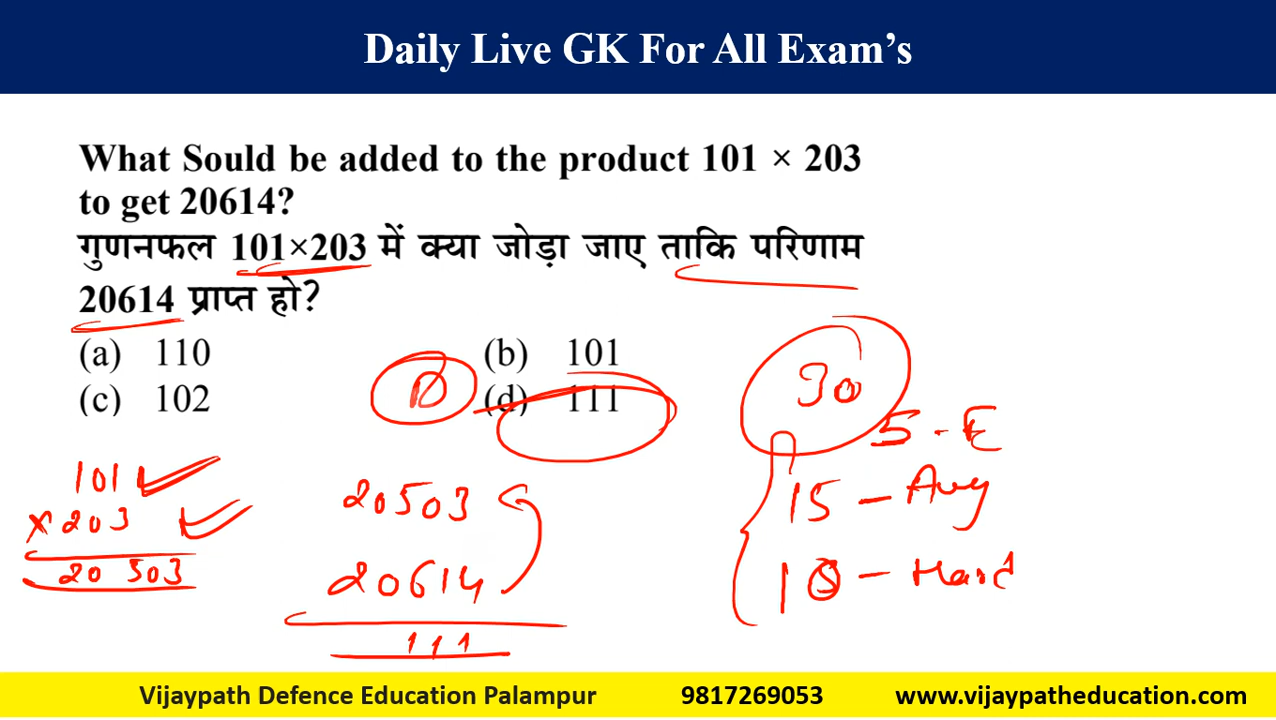 Daily Live GK For All Exam's
What Sould be added to the product 101 × 203
to get 20614?
गुणनफल 101×203 में क्या जोड़ा जाए ताकि परिणाम
20614 प्राप्त हो?
(a) 110 (b) 101
(c) 102 (d) 111
30
5 - E
15 - Avg
10 - Hard
101
× 203
20 503
20503
20614
111
Vijaypath Defence Education Palampur 9817269053 www.vijaypatheducation.com